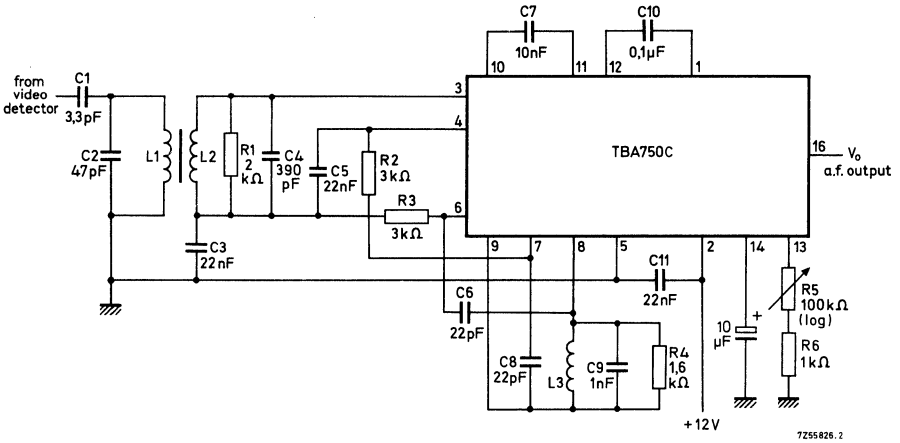 C7
10nF
C10
0,1µF
10
11
12
1
from
video
detector
C1
3,3pF
C2
47pF
L1
L2
R1
2
kΩ
C4
390
pF
C5
22nF
R2
3kΩ
R3
3kΩ
C3
22nF
3
4
6
TBA750C
16
Vo
a.f. output
9
7
8
5
2
14
13
C11
22nF
C6
22pF
C8
22pF
L3
C9
1nF
R4
1,6
kΩ
+
10
µF
R5
100kΩ
(log)
R6
1kΩ
+12V
7Z55826.2